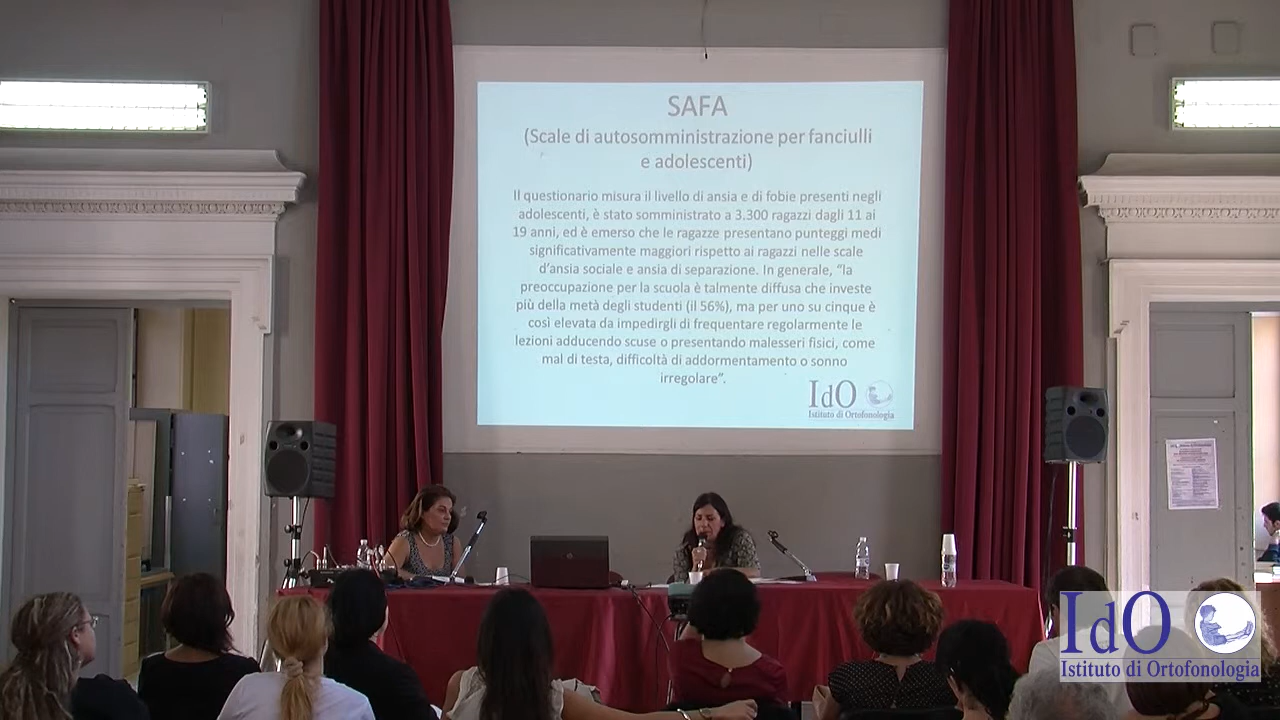 SAFA
(Scale di autosomministrazione per fanciulli
e adolescenti)
Il questionario misura il livello di ansia e di fobie presenti negli
adolescenti, è stato somministrato a 3.300 ragazzi dagli 11 ai
19 anni, ed è emerso che le ragazze presentano punteggi medi
significativamente maggiori rispetto ai ragazzi nelle scale
d'ansia sociale e ansia di separazione. In generale, "la
preoccupazione per la scuola è talmente diffusa che investe
più della metà degli studenti (il 56%), ma per uno su cinque è
così elevata da impedirgli di frequentare regolarmente le
lezioni adducendo scuse o presentando malesseri fisici, come
mal di testa, difficoltà di addormentamento o sonno
irregolare".
IdO
Istituto di Ortofonologia
IdO
Istituto di Ortofonologia